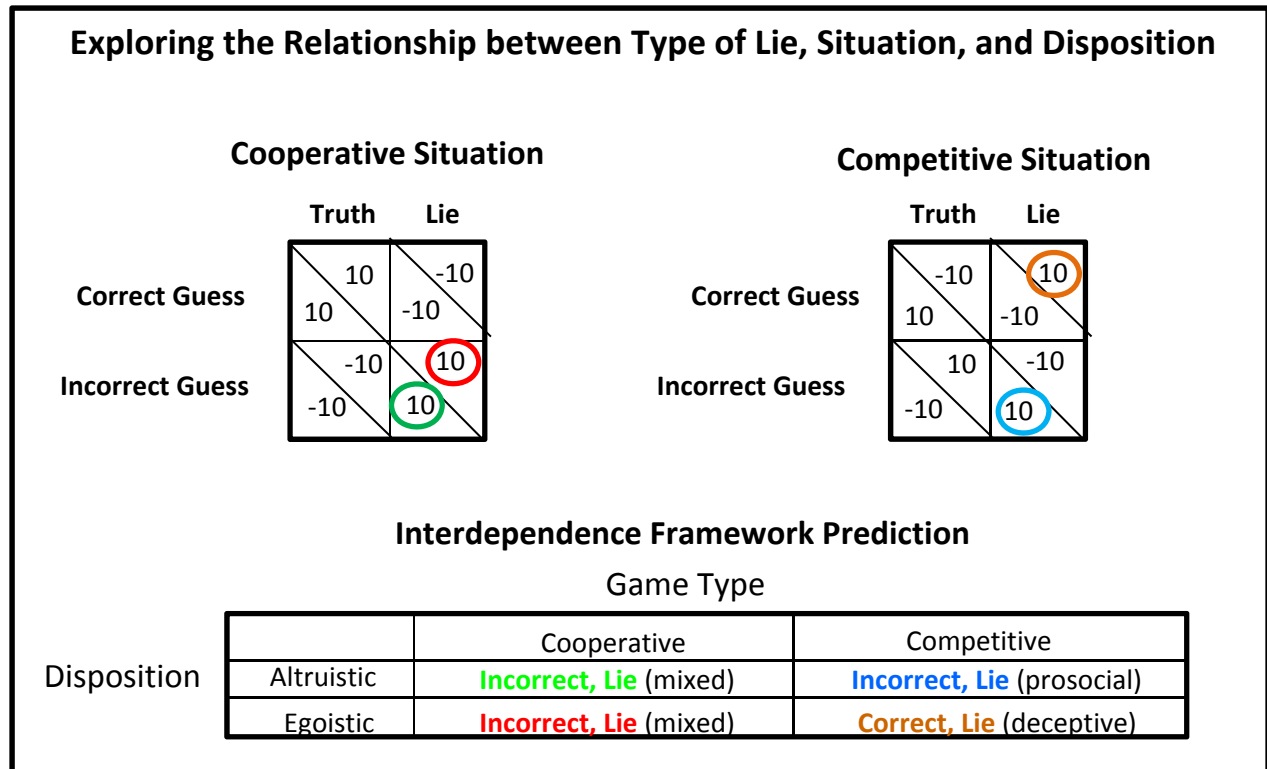 Exploring the Relationship between Type of Lie, Situation, and Disposition
Cooperative Situation
Truth Lie
Correct Guess
10 -10
10 -10
Incorrect Guess
-10 10
-10 10
Competitive Situation
Truth Lie
Correct Guess
-10 10
10 -10
Incorrect Guess
10 -10
-10 10
Interdependence Framework Prediction
Game Type
Cooperative Competitive
Disposition
Altruistic Incorrect, Lie (mixed) Incorrect, Lie (prosocial)
Egoistic Incorrect, Lie (mixed) Correct, Lie (deceptive)